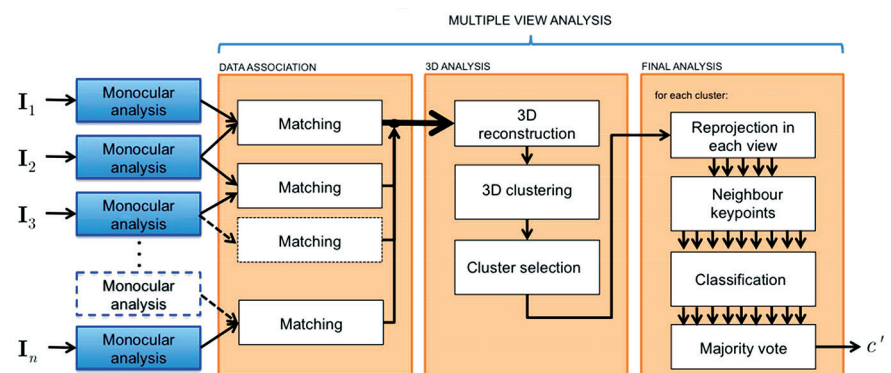 MULTIPLE VIEW ANALYSIS
DATA ASSOCIATION
3D ANALYSIS
FINAL ANALYSIS
I1
Monocular
analysis
I2
Monocular
analysis
I3
Monocular
analysis
Monocular
analysis
In
Monocular
analysis
Matching
Matching
Matching
Matching
3D
reconstruction
3D clustering
Cluster selection
for each cluster:
Reprojection in
each view
Neighbour
keypoints
Classification
Majority vote
c'